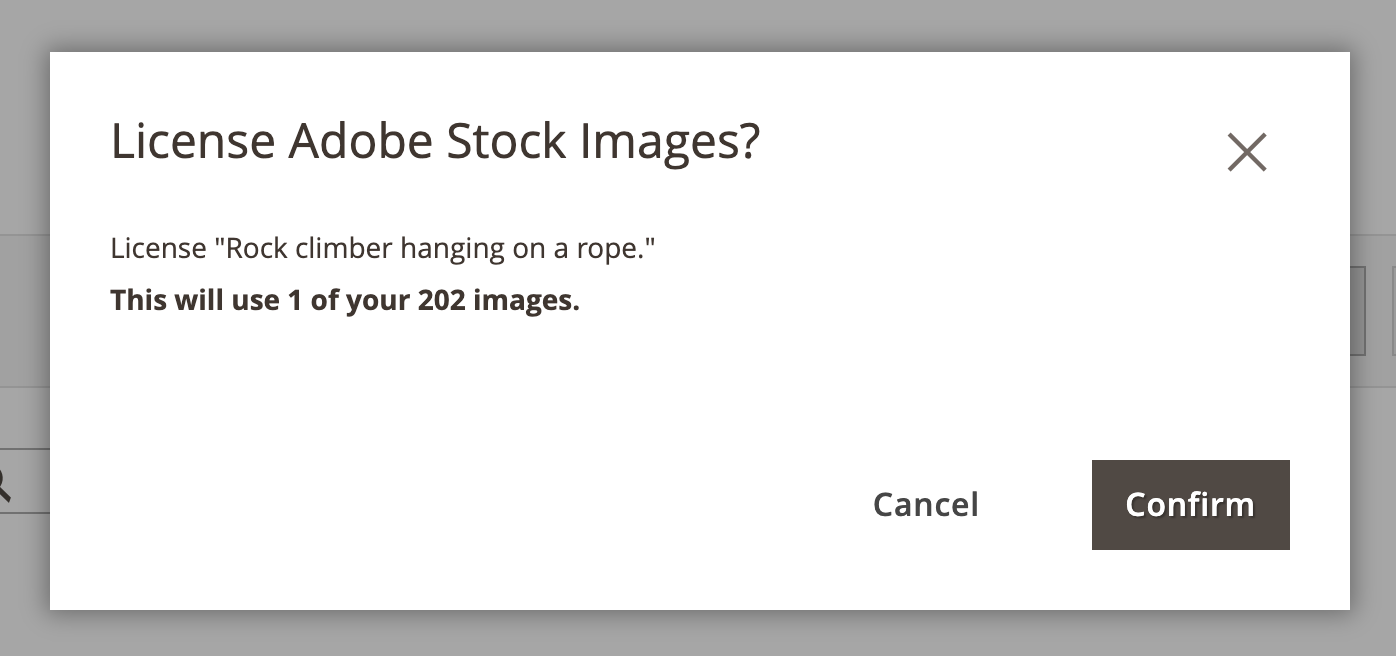 License Adobe Stock Images?
License "Rock climber hanging on a rope."
This will use 1 of your 202 images.
Cancel
Confirm